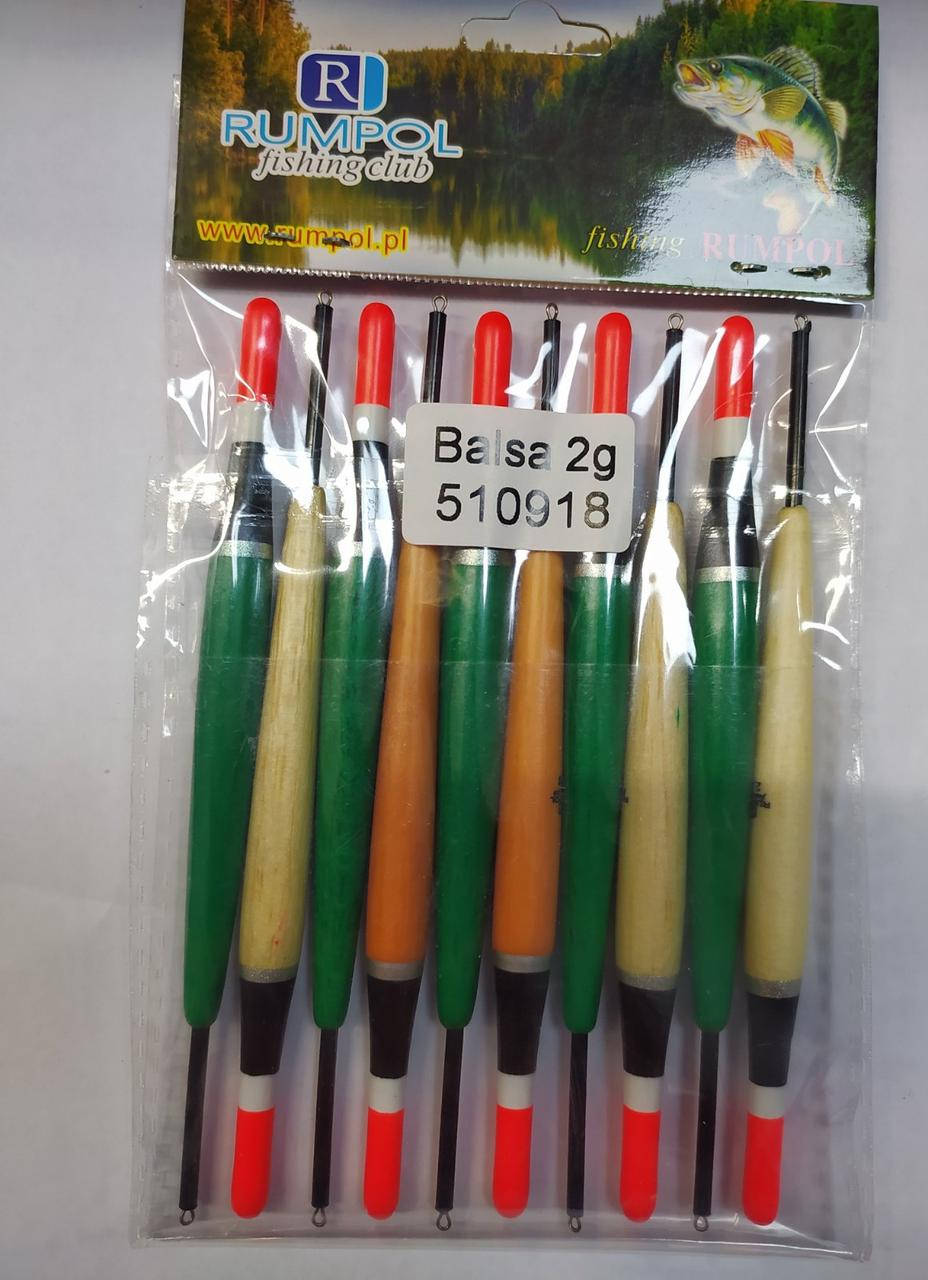 R
RUMPOL
fishing club
www.rumpol.pl
fishing RUMPOL
Balsa 2g
510918